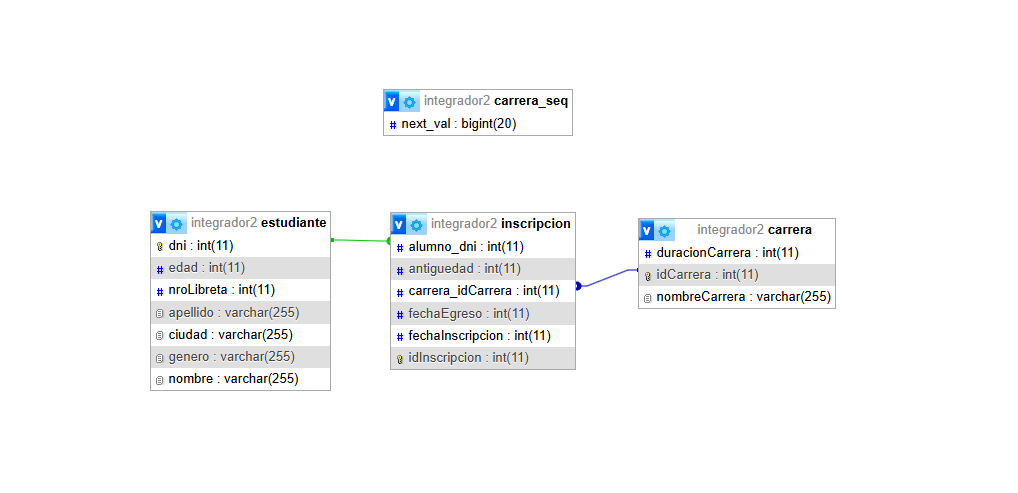 integrador2 carrera_seq
next_val : bigint(20)
integrador2 estudiante
dni : int(11)
edad : int(11)
nroLibreta : int(11)
apellido : varchar(255)
ciudad : varchar(255)
genero : varchar(255)
nombre : varchar(255)
integrador2 inscripcion
alumno_dni : int(11)
antiguedad : int(11)
carrera_idCarrera : int(11)
fechaEgreso : int(11)
fechaInscripcion : int(11)
idInscripcion : int(11)
integrador2 carrera
duracionCarrera : int(11)
idCarrera : int(11)
nombreCarrera : varchar(255)